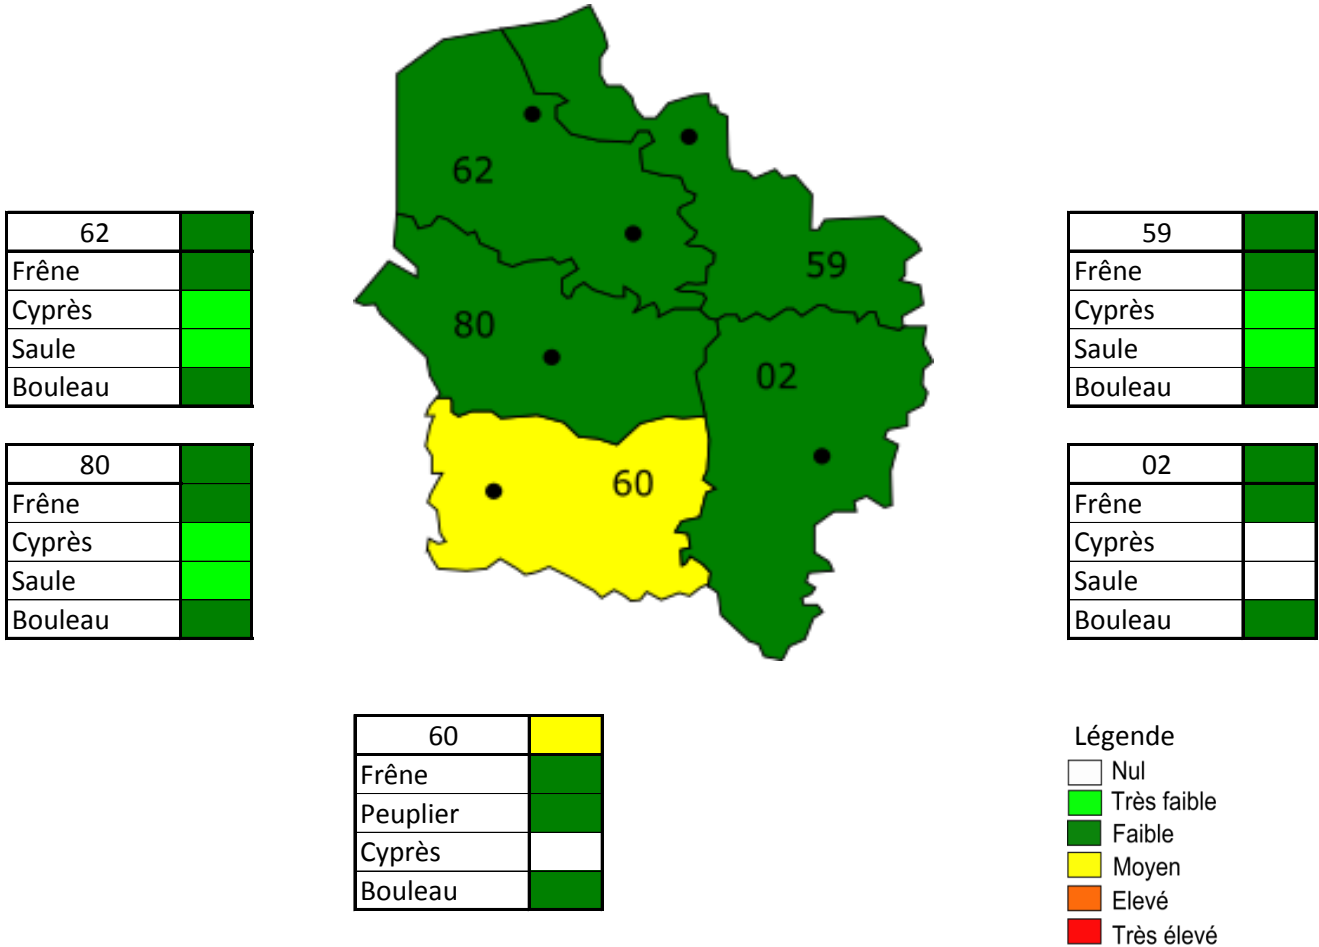 62
59
80
02
60
62
Frêne
Cyprès
Saule
Bouleau
80
Frêne
Cyprès
Saule
Bouleau
59
Frêne
Cyprès
Saule
Bouleau
02
Frêne
Cyprès
Saule
Bouleau
60
Frêne
Peuplier
Cyprès
Bouleau
Légende
Nul
Très faible
Faible
Moyen
Elevé
Très élevé